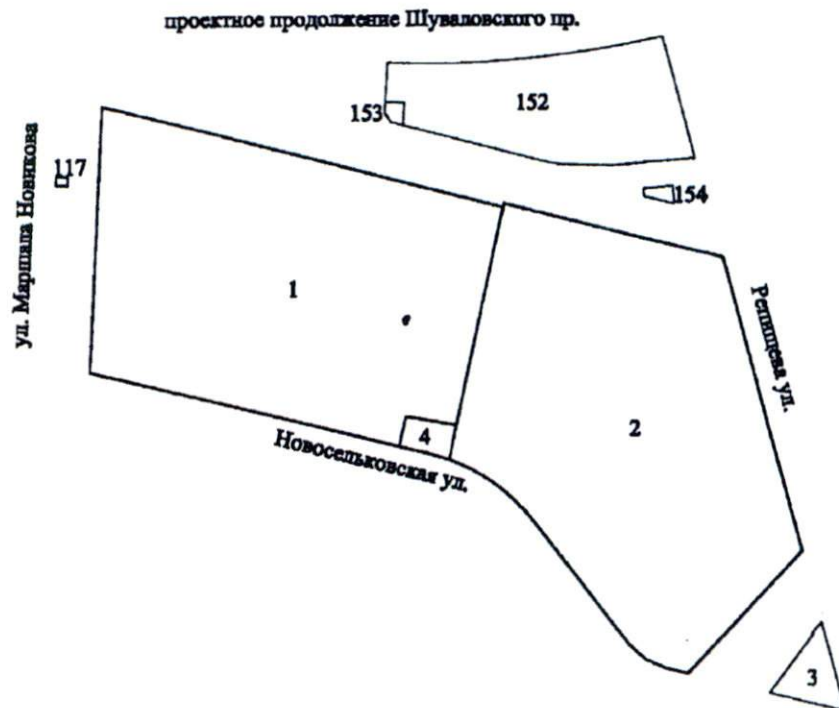 проектное продолжение Шуваловского пр.
152
153
117
154
ул. Маршала Новикова
1
Репищева ул.
2
4
Новосельковская ул.
3